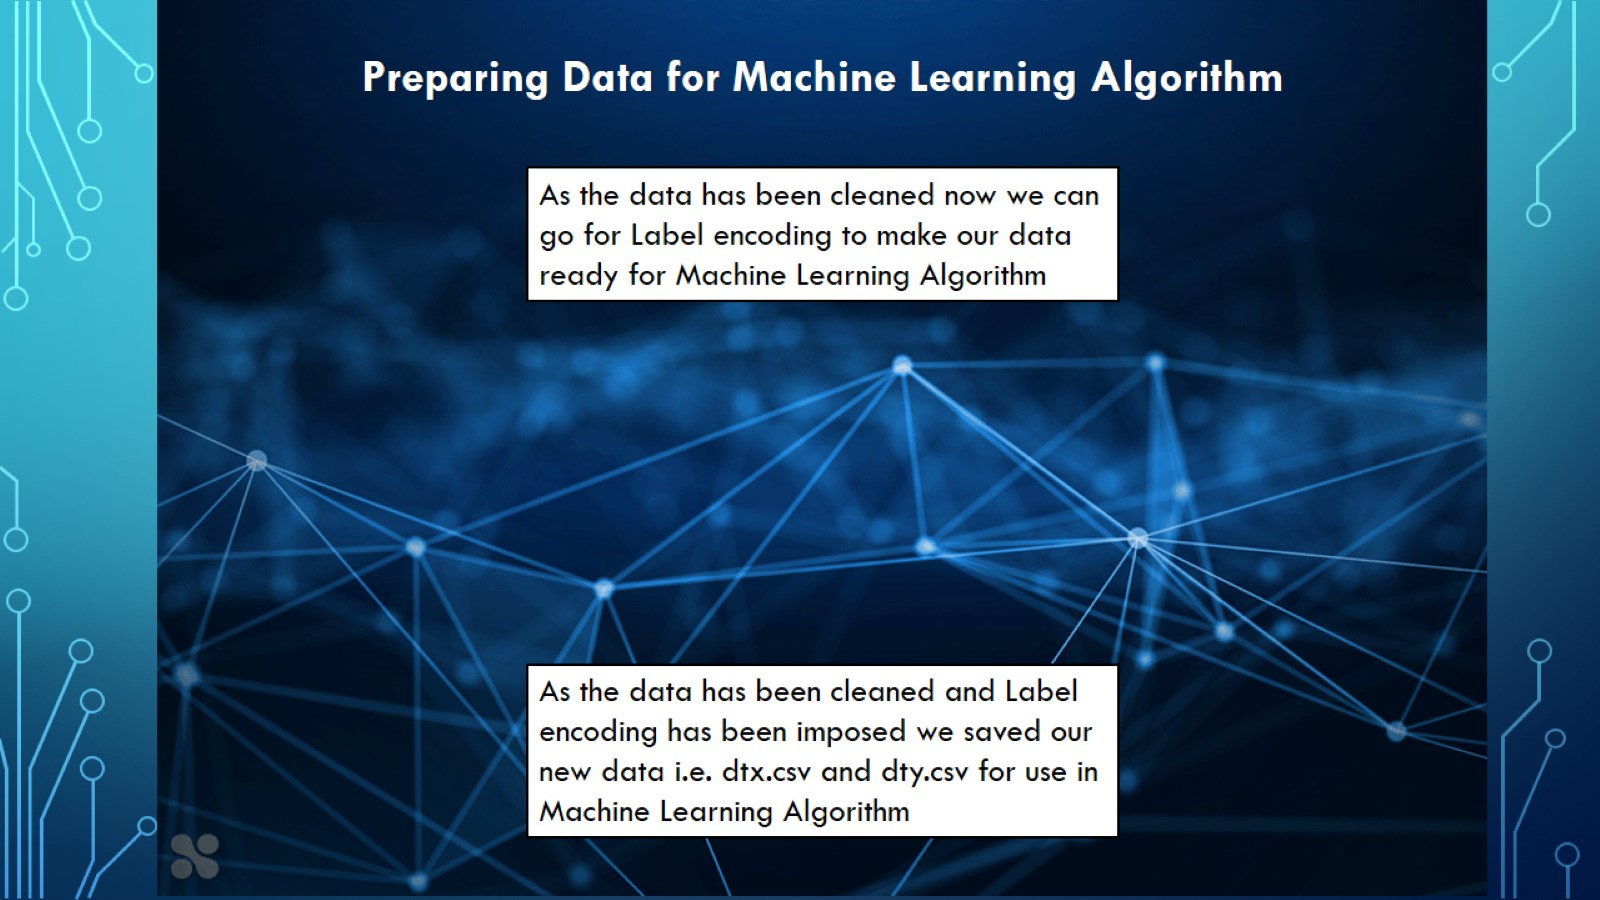 Preparing Data for Machine Learning Algorithm
As the data has been cleaned now we can
go for Label encoding to make our data
ready for Machine Learning Algorithm
As the data has been cleaned and Label
encoding has been imposed we saved our
new data i.e. dtx.csv and dty.csv for use in
Machine Learning Algorithm